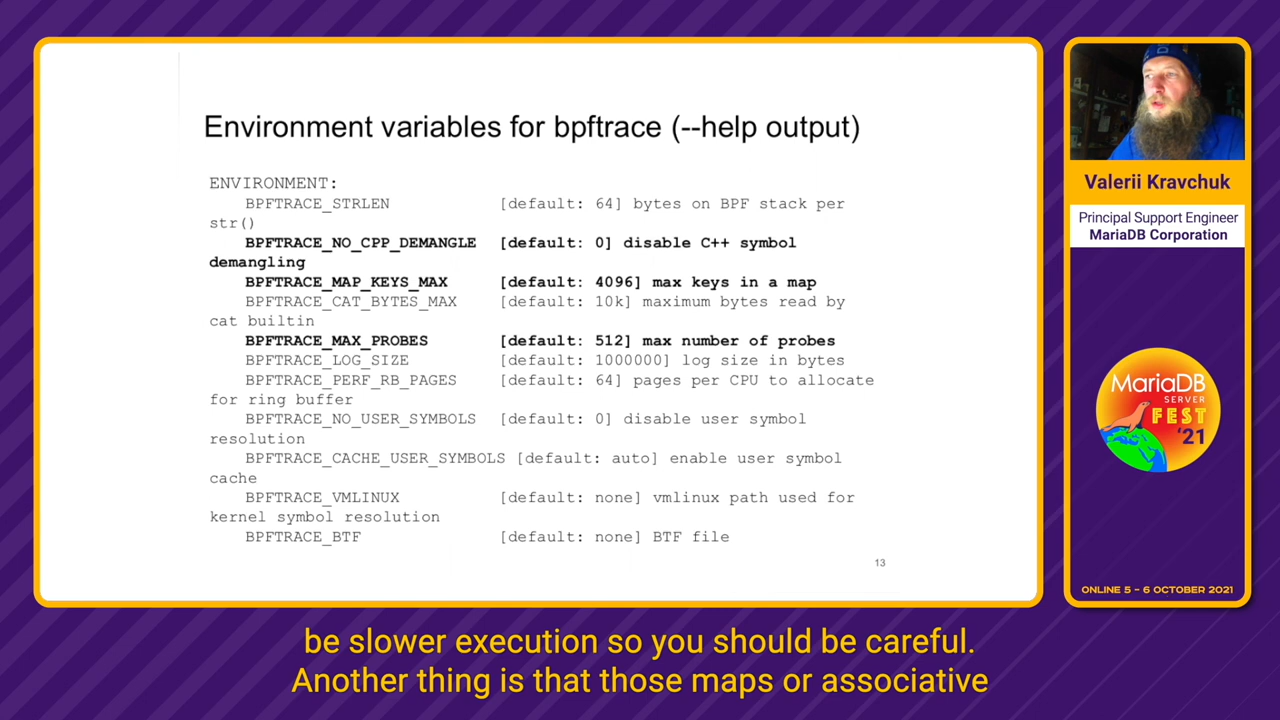 Environment variables for bpftrace (--help output)
ENVIRONMENT:
BPFTRACE_STRLEN [default: 64] bytes on BPF stack per
str()
BPFTRACE_NO_CPP_DEMANGLE [default: 0] disable C++ symbol
demangling
BPFTRACE_MAP_KEYS_MAX [default: 4096] max keys in a map
BPFTRACE_CAT_BYTES_MAX [default: 10k] maximum bytes read by
cat builtin
BPFTRACE_MAX_PROBES [default: 512] max number of probes
BPFTRACE_LOG_SIZE [default: 1000000] log size in bytes
BPFTRACE_PERF_RB_PAGES [default: 64] pages per CPU to allocate
for ring buffer
BPFTRACE_NO_USER_SYMBOLS [default: 0] disable user symbol
resolution
BPFTRACE_CACHE_USER_SYMBOLS [default: auto] enable user symbol
cache
BPFTRACE_VMLINUX [default: none] vmlinux path used for
kernel symbol resolution
BPFTRACE_BTF [default: none] BTF file
13
Valerii Kravchuk
Principal Support Engineer
MariaDB Corporation
MariaDB
SERVER
FEST
'21
ONLINE 5 - 6 OCTOBER 2021
be slower execution so you should be careful.
Another thing is that those maps or associative